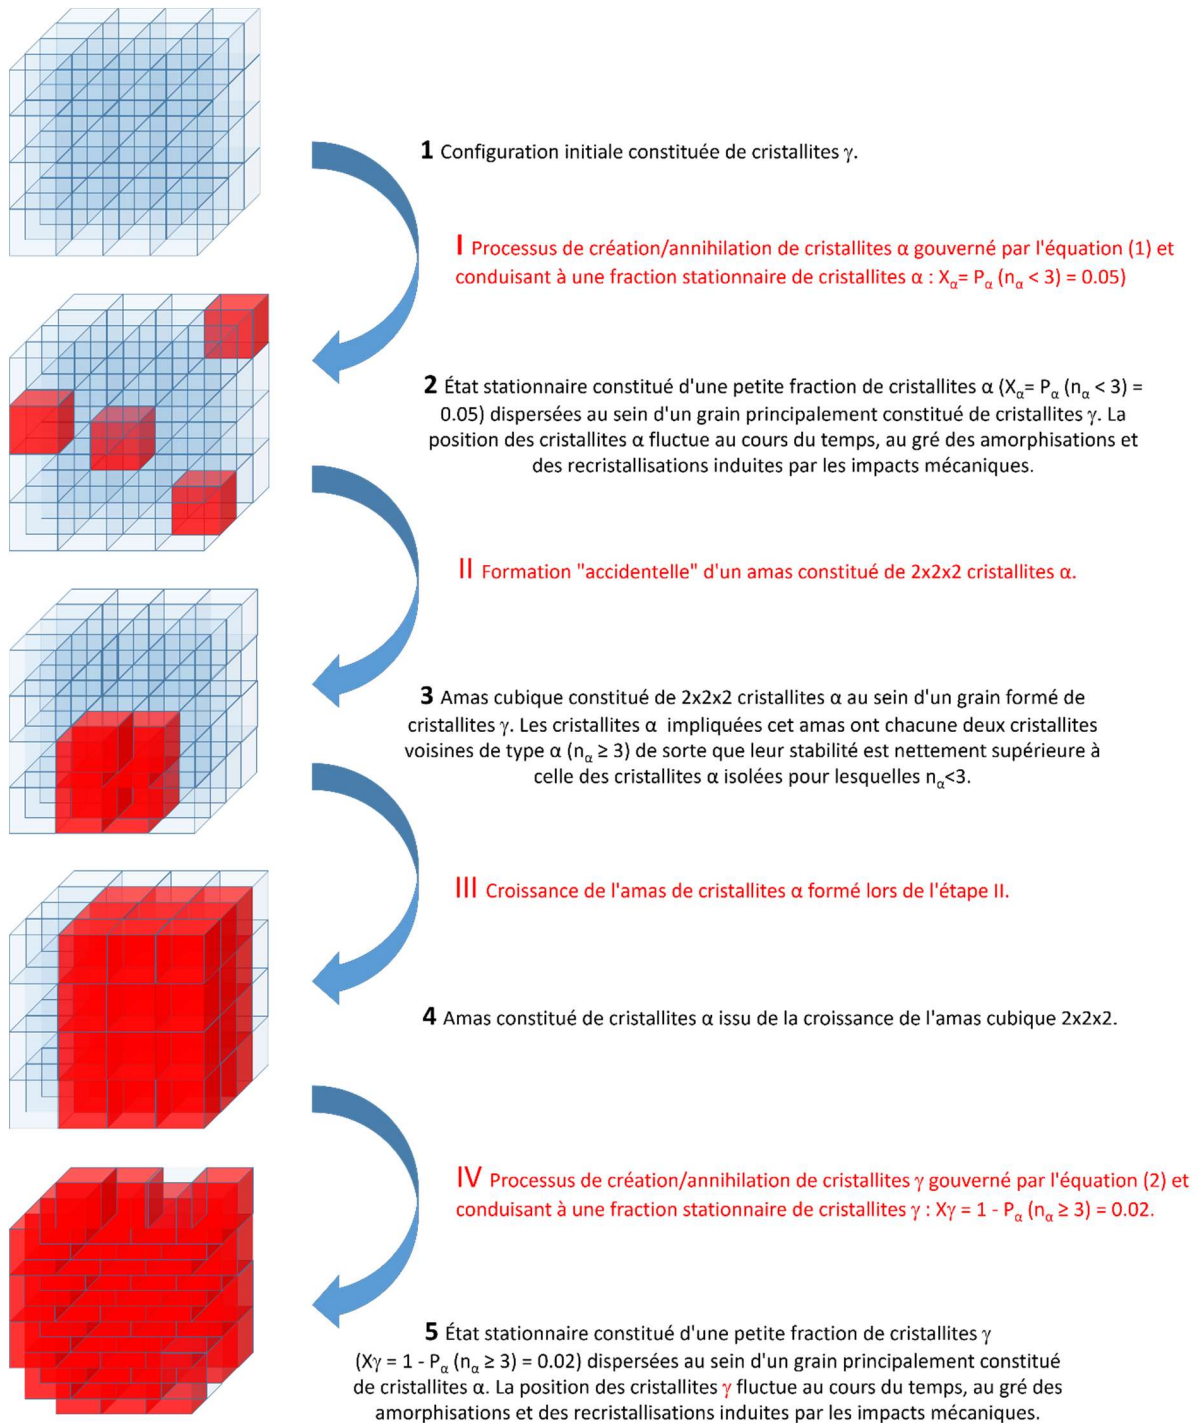 1 Configuration initiale constituée de cristallites γ.
I Processus de création/annihilation de cristallites α gouverné par l'équation (1) et
conduisant à une fraction stationnaire de cristallites α : Xα= Pα (nα < 3) = 0.05)
2 État stationnaire constitué d'une petite fraction de cristallites α (Xα= Pα (nα < 3) =
0.05) dispersées au sein d'un grain principalement constitué de cristallites γ. La
position des cristallites α fluctue au cours du temps, au gré des amorphisations et
des recristallisations induites par les impacts mécaniques.
II Formation "accidentelle" d'un amas constitué de 2x2x2 cristallites α.
3 Amas cubique constitué de 2x2x2 cristallites α au sein d'un grain formé de
cristallites γ. Les cristallites α impliquées cet amas ont chacune deux cristallites
voisines de type α (nα ≥ 3) de sorte que leur stabilité est nettement supérieure à
celle des cristallites α isolées pour lesquelles nα<3.
III Croissance de l'amas de cristallites α formé lors de l'étape II.
4 Amas constitué de cristallites α issu de la croissance de l'amas cubique 2x2x2.
IV Processus de création/annihilation de cristallites γ gouverné par l'équation (2) et
conduisant à une fraction stationnaire de cristallites γ : Xγ = 1 - Pα (nα ≥ 3) = 0.02.
5 État stationnaire constitué d'une petite fraction de cristallites γ
(Xγ = 1 - Pα (nα ≥ 3) = 0.02) dispersées au sein d'un grain principalement constitué
de cristallites α. La position des cristallites γ fluctue au cours du temps, au gré des
amorphisations et des recristallisations induites par les impacts mécaniques.